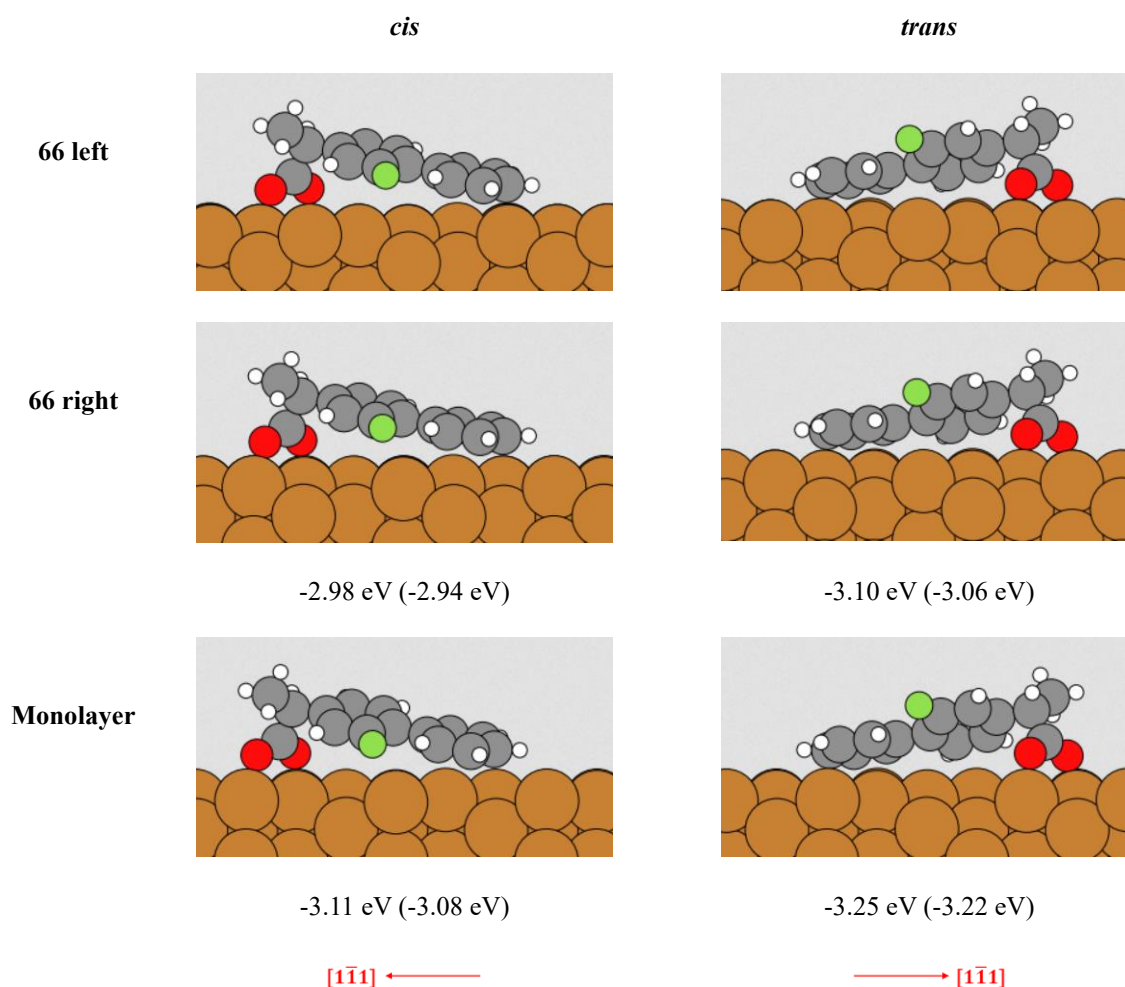 cis trans
66 left
66 right
-2.98 eV (-2.94 eV) -3.10 eV (-3.06 eV)
Monolayer
-3.11 eV (-3.08 eV) -3.25 eV (-3.22 eV)
[11̅1] [11̅1]